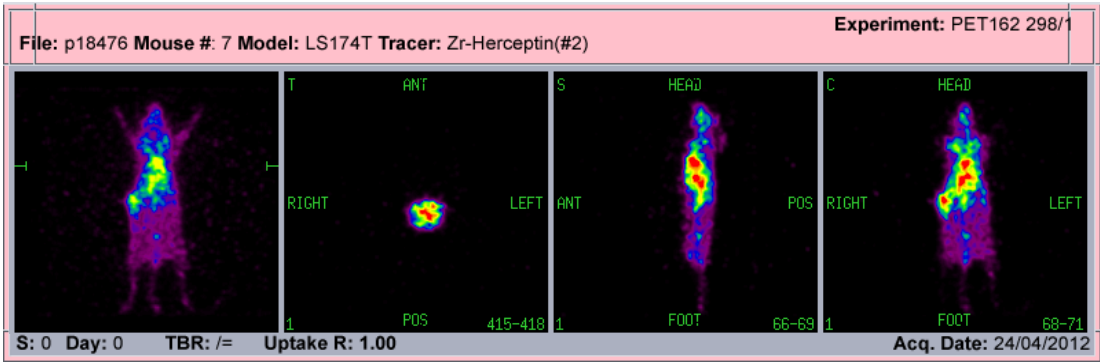 Experiment: PET162 298/1
File: p18476 Mouse #: 7 Model: LS174T Tracer: Zr-Herceptin(#2)
T ANT S HEAD C HEAD
RIGHT LEFT ANT POS RIGHT LEFT
1 POS 415-418 1 FOOT 66-69 1 FOOT 68-71
S: 0 Day: 0 TBR: /= Uptake R: 1.00 Acq. Date: 24/04/2012